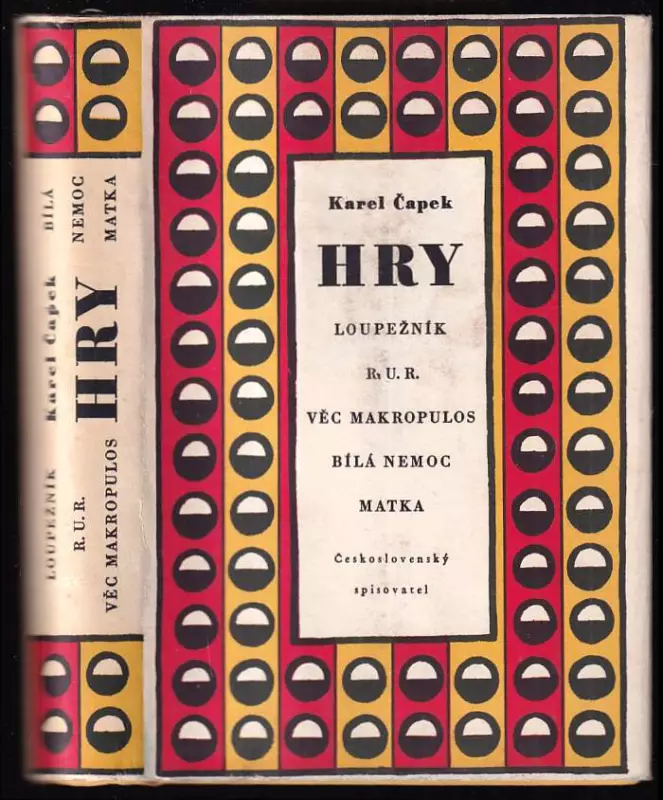 Karel Čapek
HRY
LOUPEŽNÍK
R. U. R.
VĚC MAKROPULOS
BÍLÁ NEMOC
MATKA
Československý
spisovatel
LOUPEŽNÍK Karel Čapek BÍLÁ
R. U. R. NEMOC
VĚC MAKROPULOS HRY MATKA